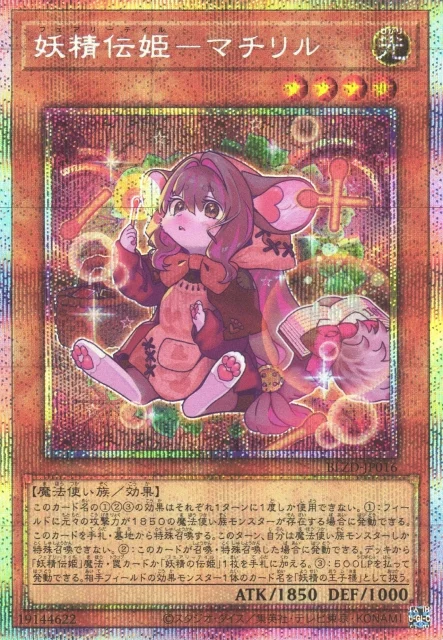 妖精伝姫－マチリル
光
BLZD-JP016
【魔法使い族／効果】
このカード名の①②③の効果はそれぞれ1ターンに1度しか使用できない。①：フィー
ルドに元々の攻撃力が1850の魔法使い族モンスターが存在する場合に発動できる。
このカードを手札・墓地から特殊召喚する。このターン、自分は魔法使い族モンスターしか
特殊召喚できない。②：このカードが召喚・特殊召喚した場合に発動できる。デッキから
「妖精伝姫」魔法・罠カードか「妖精の伝姫」1枚を手札に加える。③：500LPを払って
発動できる。相手フィールドの効果モンスター1体のカード名を「妖精の王子様」として扱う。
ATK/1850 DEF/1000
19144622 ©スタジオ・ダイス／集英社・テレビ東京・KONAMI